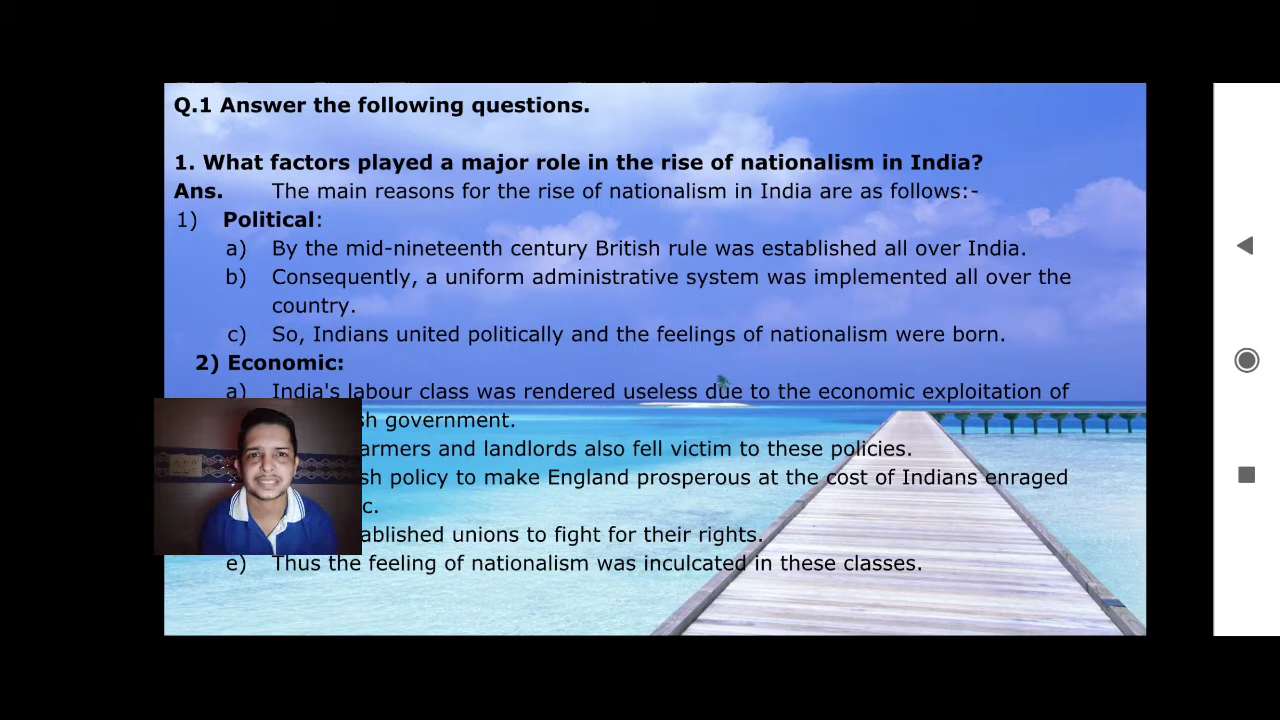 Q.1 Answer the following questions.
1. What factors played a major role in the rise of nationalism in India?
Ans. The main reasons for the rise of nationalism in India are as follows:-
1) Political:
a) By the mid-nineteenth century British rule was established all over India.
b) Consequently, a uniform administrative system was implemented all over the
country.
c) So, Indians united politically and the feelings of nationalism were born.
2) Economic:
a) India's labour class was rendered useless due to the economic exploitation of
government.
and landlords also fell victim to these policies.
policy to make England prosperous at the cost of Indians enraged
unions to fight for their rights.
e) Thus the feeling of nationalism was inculcated in these classes.